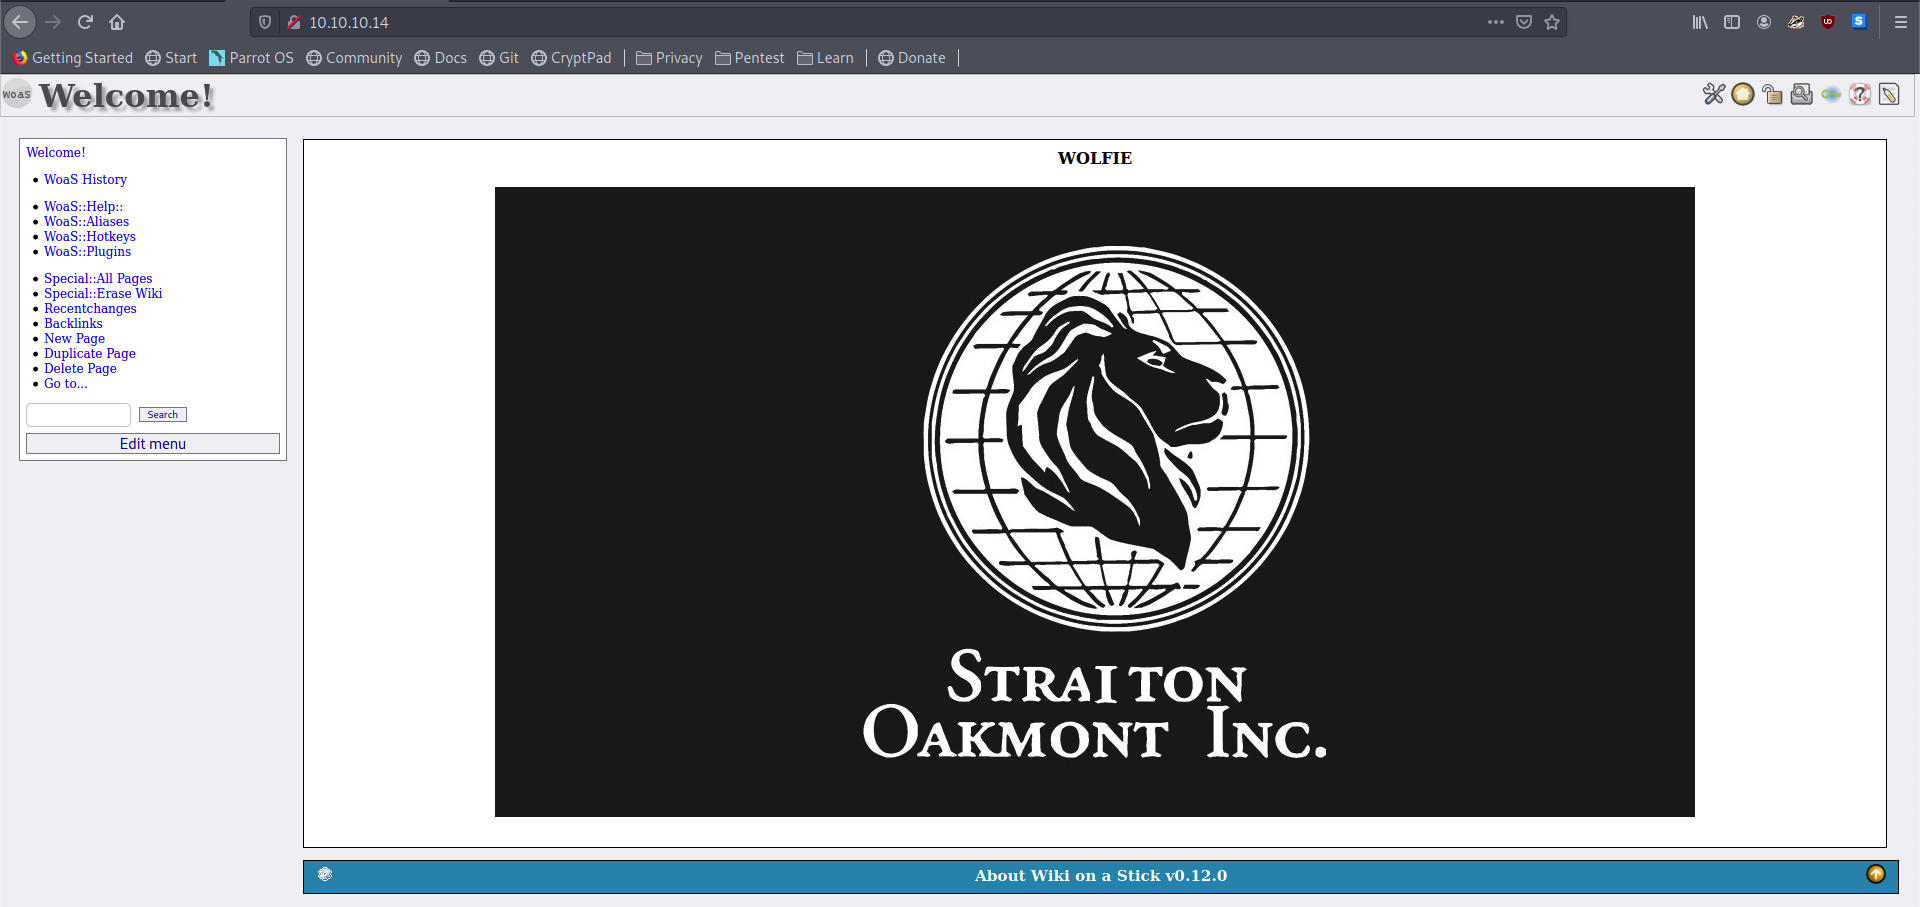 10.10.10.14
Getting Started Start Parrot OS Community Docs Git CryptPad Privacy Pentest Learn Donate
WoaS Welcome!
Welcome!
WoaS History
WoaS::Help::
WoaS::Aliases
WoaS::Hotkeys
WoaS::Plugins
Special::All Pages
Special::Erase Wiki
Recentchanges
Backlinks
New Page
Duplicate Page
Delete Page
Go to...
Search
Edit menu
WOLFIE
STRAITON
OAKMONT INC.
About Wiki on a Stick v0.12.0